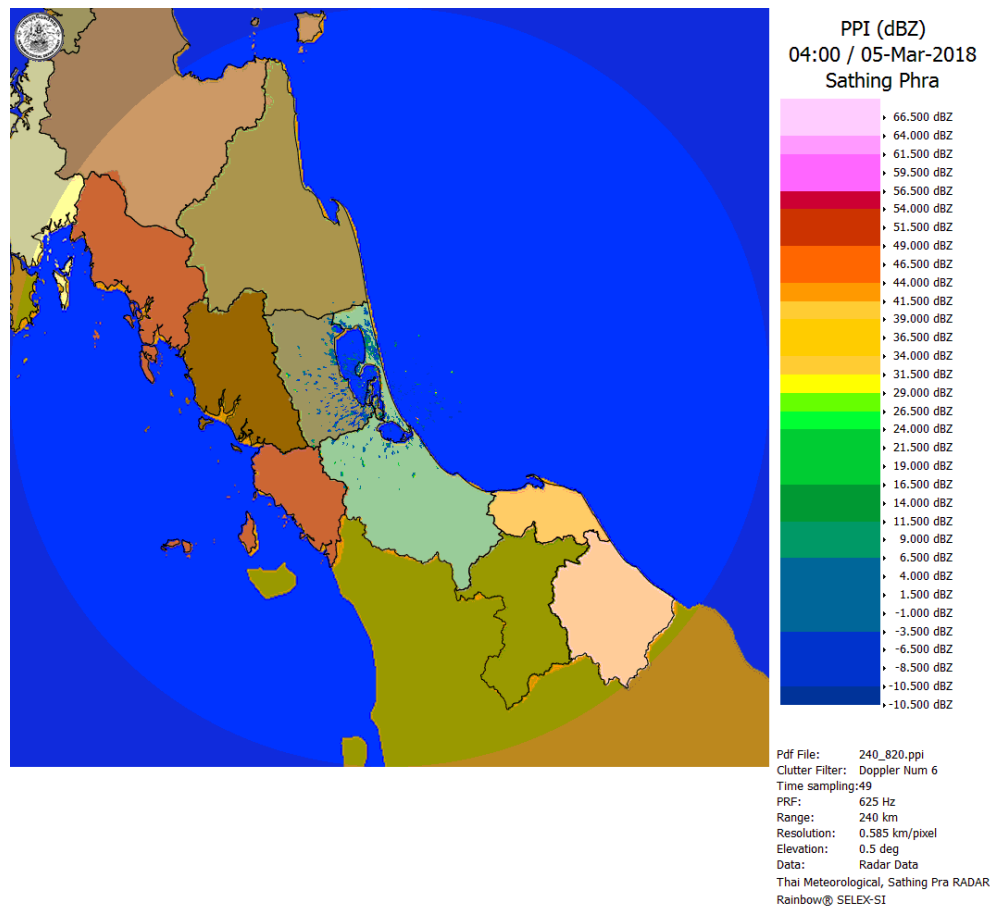 PPI (dBZ)
04:00 / 05-Mar-2018
Sathing Phra
66.500 dBZ
64.000 dBZ
61.500 dBZ
59.500 dBZ
56.500 dBZ
54.000 dBZ
51.500 dBZ
49.000 dBZ
46.500 dBZ
44.000 dBZ
41.500 dBZ
39.000 dBZ
36.500 dBZ
34.000 dBZ
31.500 dBZ
29.000 dBZ
26.500 dBZ
24.000 dBZ
21.500 dBZ
19.000 dBZ
16.500 dBZ
14.000 dBZ
11.500 dBZ
9.000 dBZ
6.500 dBZ
4.000 dBZ
1.500 dBZ
-1.000 dBZ
-3.500 dBZ
-6.500 dBZ
-8.500 dBZ
-10.500 dBZ
-10.500 dBZ
Pdf File: 240_820.ppi
Clutter Filter: Doppler Num 6
Time sampling:49
PRF: 625 Hz
Range: 240 km
Resolution: 0.585 km/pixel
Elevation: 0.5 deg
Data: Radar Data
Thai Meteorological, Sathing Pra RADAR
Rainbow® SELEX-SI